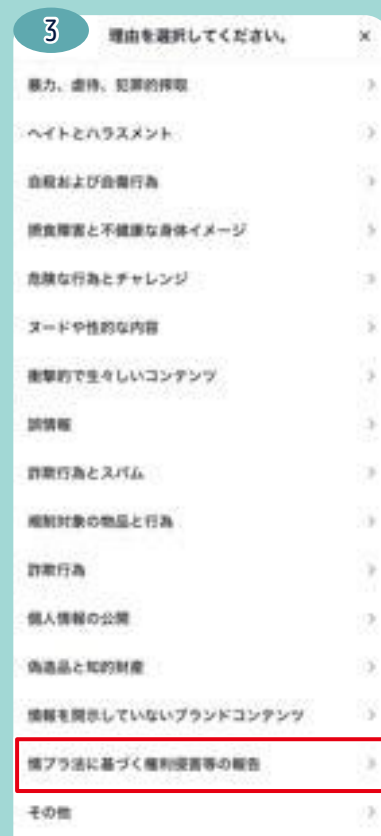 3
理由を選択してください。
×
暴力、虐待、犯罪的搾取
ヘイトとハラスメント
自殺および自傷行為
摂食障害と不健康な身体イメージ
危険な行為とチャレンジ
ヌードや性的な内容
衝撃的で生々しいコンテンツ
誤情報
詐欺行為とスパム
規制対象の物品と行為
詐欺行為
個人情報の公開
偽造品と知的財産
情報を開示していないブランドコンテンツ
情プラ法に基づく権利侵害等の報告
その他